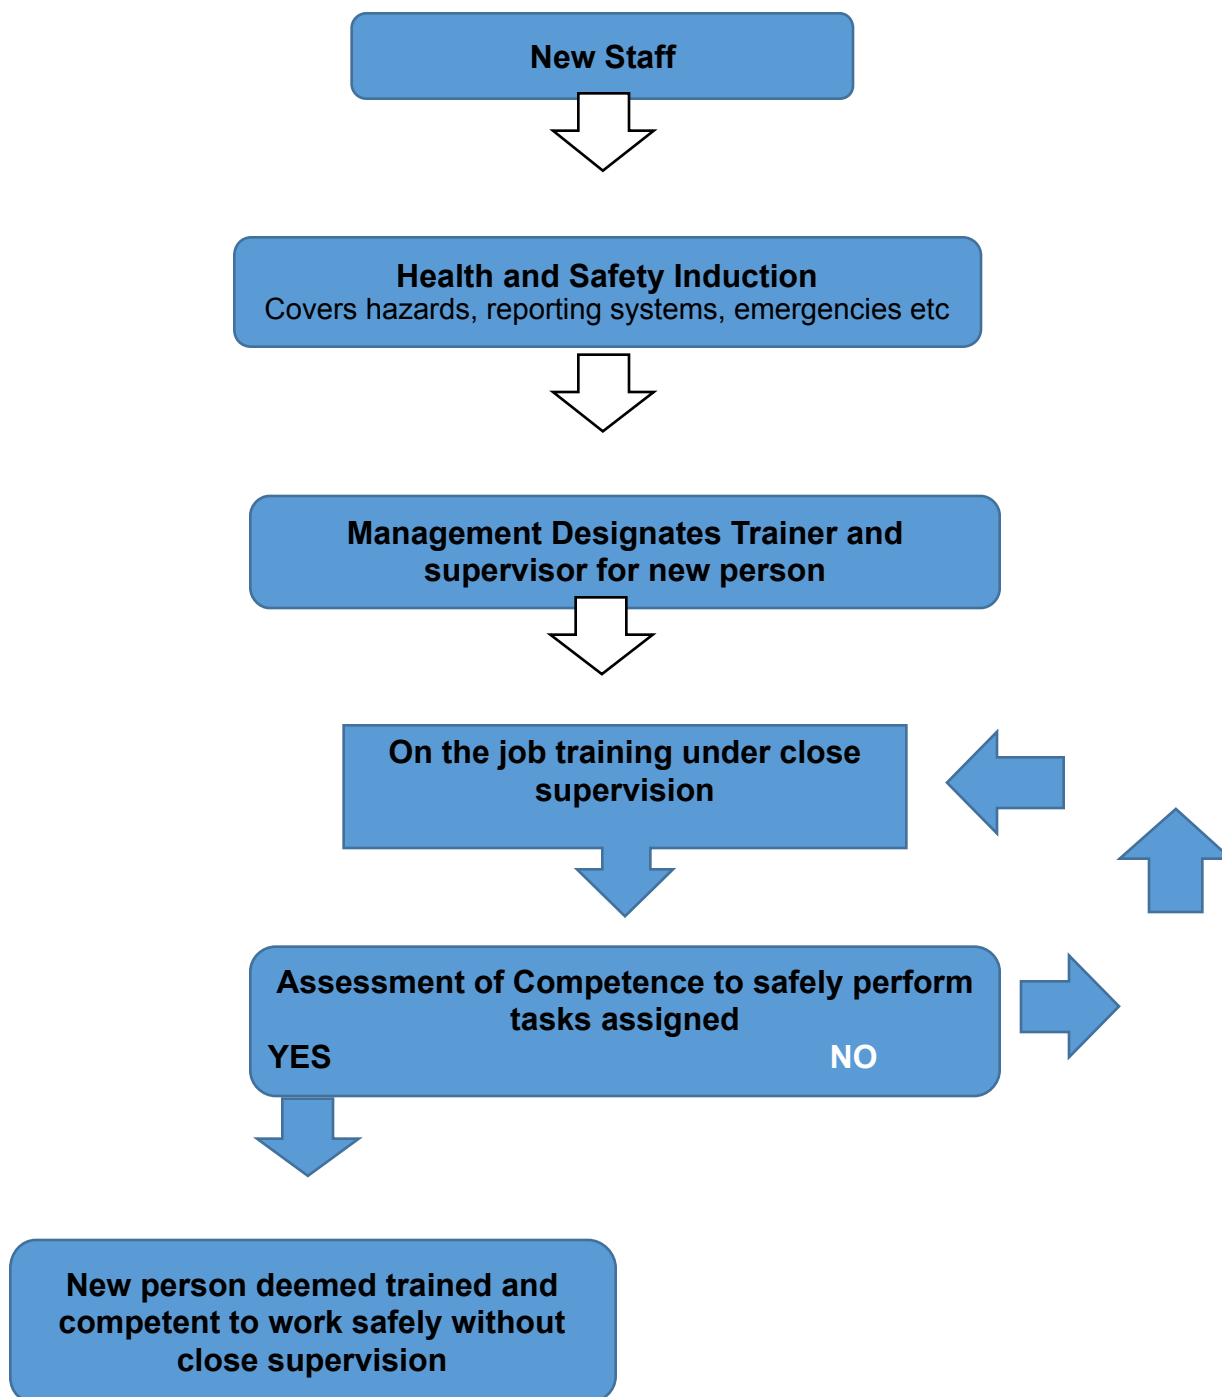 New Staff
Health and Safety Induction
Covers hazards, reporting systems, emergencies etc
Management Designates Trainer and
supervisor for new person
On the job training under close
supervision
Assessment of Competence to safely perform
tasks assigned
YES NO
New person deemed trained and
competent to work safely without
close supervision